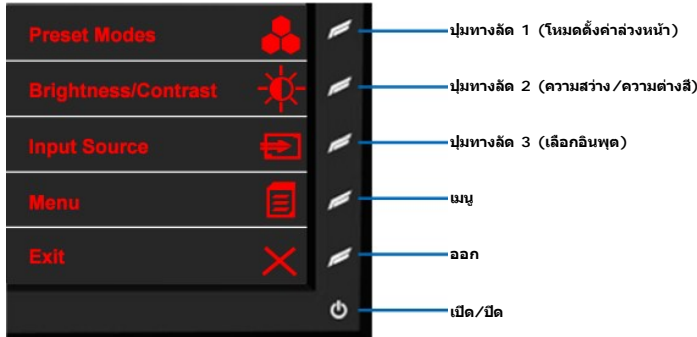 Preset Modes
ปุ่มทางลัด 1 (โหมดตั้งค่าล่วงหน้า)
Brightness/Contrast
ปุ่มทางลัด 2 (ความสว่าง/ความต่างสี)
Input Source
ปุ่มทางลัด 3 (เลือกอินพุต)
Menu
เมนู
Exit
ออก
เปิด/ปิด